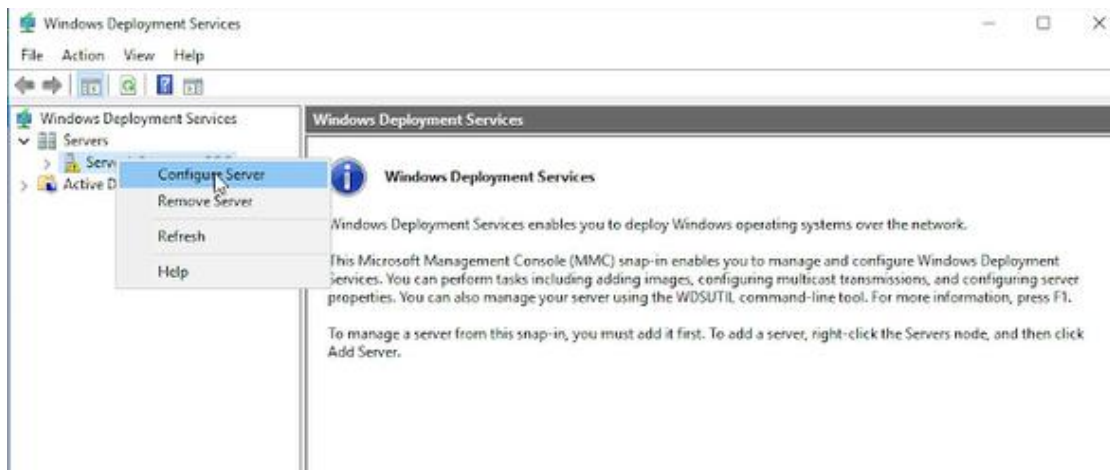 Windows Deployment Services
File Action View Help
Windows Deployment Services
Servers
Serv
Active D
Configure Server
Remove Server
Refresh
Help
Windows Deployment Services
Windows Deployment Services
Windows Deployment Services enables you to deploy Windows operating systems over the network.
This Microsoft Management Console (MMC) snap-in enables you to manage and configure Windows Deployment
Services. You can perform tasks including adding images, configuring multicast transmissions, and configuring server
properties. You can also manage your server using the WDSUTIL command-line tool. For more information, press F1.
To manage a server from this snap-in, you must add it first. To add a server, right-click the Servers node, and then click
Add Server.